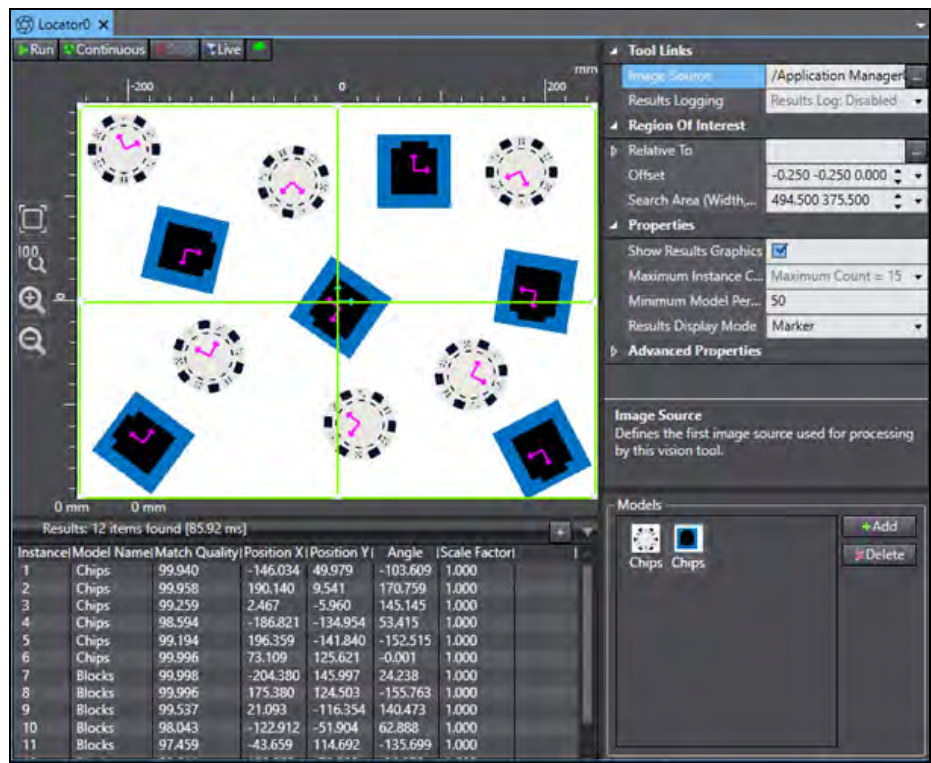 Locator0 ×
Run Continuous Live
mm
-200 0 200
0
0 mm 0 mm
Tool Links
Image Source /Application Manager
Results Logging Results Log: Disabled
Region Of Interest
Relative To
Offset -0.250 -0.250 0.000
Search Area (Width,... 494.500 375.500
Properties
Show Results Graphics
Maximum Instance C... Maximum Count = 15
Minimum Model Per... 50
Results Display Mode Marker
Advanced Properties
Image Source
Defines the first image source used for processing
by this vision tool.
Models
Chips Chips
+Add
Delete
Results: 12 items found [85.92 ms]
Instance Model Name Match Quality Position X Position Y Angle Scale Factor
1 Chips 99.940 -146.034 49.979 -103.609 1.000
2 Chips 99.958 190.140 9.541 170.759 1.000
3 Chips 99.259 2.467 -5.960 145.145 1.000
4 Chips 98.594 -186.821 -134.954 53.415 1.000
5 Chips 99.194 196.359 -141.840 -152.515 1.000
6 Chips 99.996 73.109 125.621 -0.001 1.000
7 Blocks 99.998 -204.380 145.997 24.238 1.000
8 Blocks 99.996 175.380 124.503 -155.763 1.000
9 Blocks 99.537 21.093 -116.354 140.473 1.000
10 Blocks 98.043 -122.912 -51.904 62.888 1.000
11 Blocks 97.459 -43.659 114.692 -135.699 1.000